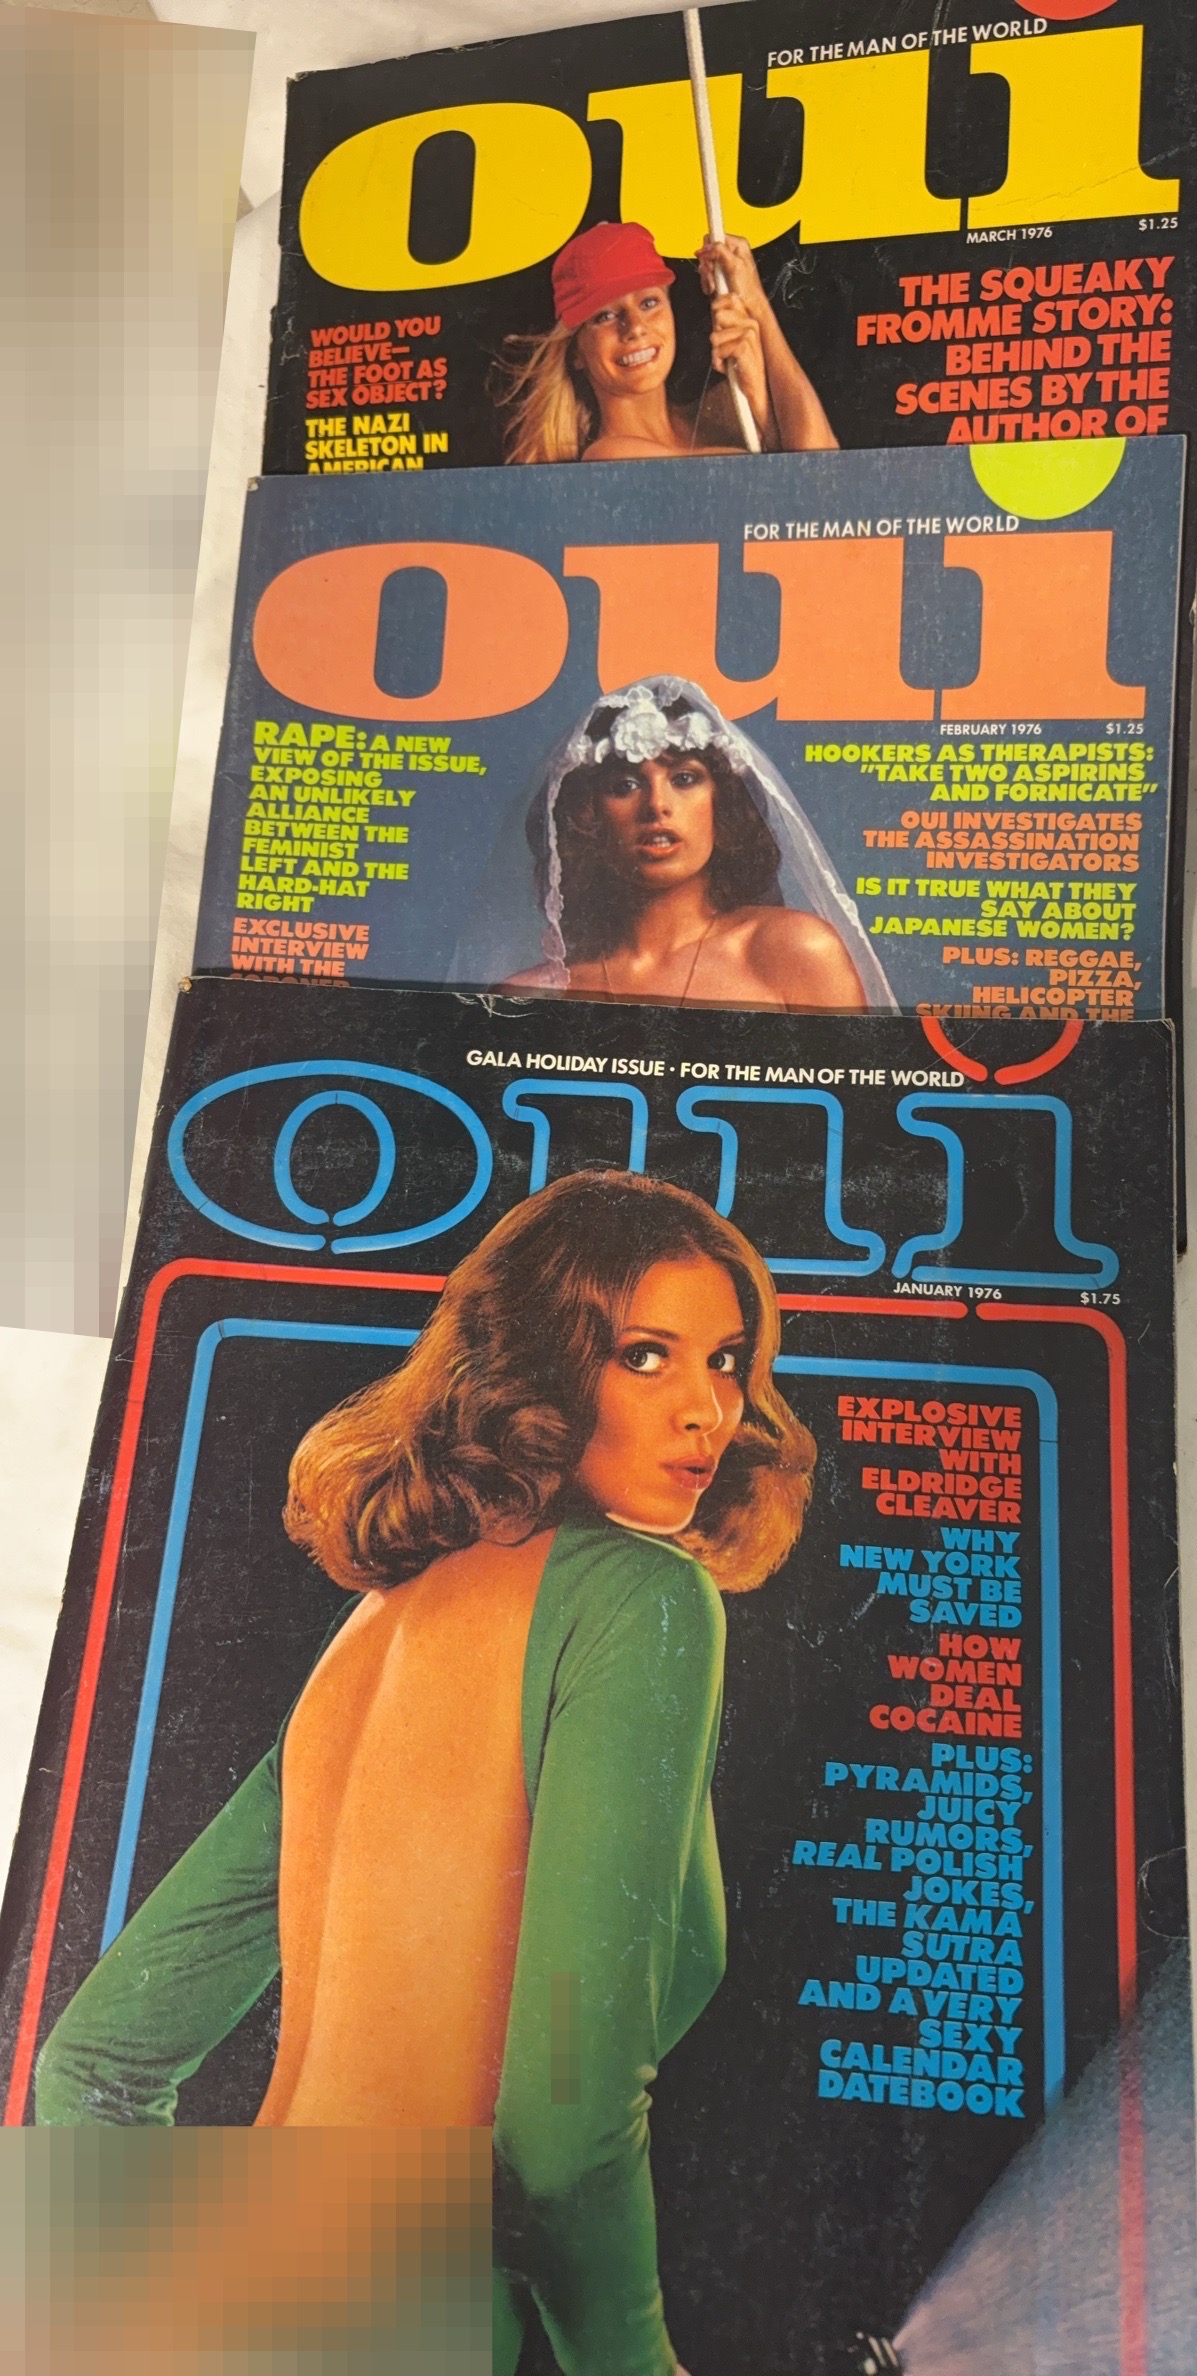 FOR THE MAN OF THE WORLD
oui
MARCH 1976
$1.25
WOULD YOU
BELIEVE—
THE FOOT AS
SEX OBJECT?
THE NAZI
SKELETON IN
AMERICAN
THE SQUEAKY
FROMME STORY:
BEHIND THE
SCENES BY THE
AUTHOR OF
FOR THE MAN OF THE WORLD
oui
FEBRUARY 1976
$1.25
RAPE: A NEW
VIEW OF THE ISSUE,
EXPOSING
AN UNLIKELY
ALLIANCE
BETWEEN THE
FEMINIST
LEFT AND THE
HARD-HAT
RIGHT
EXCLUSIVE
INTERVIEW
WITH THE
HOOKERS AS THERAPISTS:
"TAKE TWO ASPIRINS
AND FORNICATE"
OUI INVESTIGATES
THE ASSASSINATION
INVESTIGATORS
IS IT TRUE WHAT THEY
SAY ABOUT
JAPANESE WOMEN?
PLUS: REGGAE,
PIZZA,
HELICOPTER
SKIING AND THE
GALA HOLIDAY ISSUE · FOR THE MAN OF THE WORLD
Oui
JANUARY 1976
$1.75
EXPLOSIVE
INTERVIEW
WITH
ELDRIDGE
CLEAVER
WHY
NEW YORK
MUST BE
SAVED
HOW
WOMEN
DEAL
COCAINE
PLUS:
PYRAMIDS,
JUICY
RUMORS,
REAL POLISH
JOKES,
THE KAMA
SUTRA
UPDATED
AND A VERY
SEXY
CALENDAR
DATEBOOK